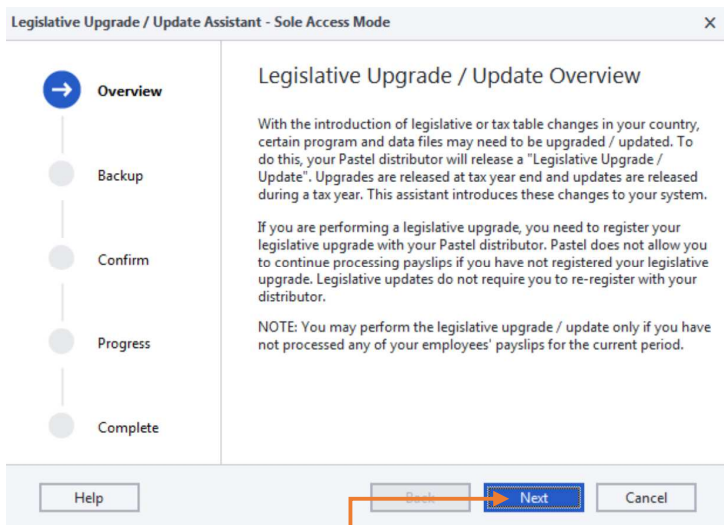 Legislative Upgrade / Update Assistant - Sole Access Mode
X
Overview
Backup
Confirm
Progress
Complete
Legislative Upgrade / Update Overview
With the introduction of legislative or tax table changes in your country,
certain program and data files may need to be upgraded / updated. To
do this, your Pastel distributor will release a "Legislative Upgrade /
Update". Upgrades are released at tax year end and updates are released
during a tax year. This assistant introduces these changes to your system.
If you are performing a legislative upgrade, you need to register your
legislative upgrade with your Pastel distributor. Pastel does not allow you
to continue processing payslips if you have not registered your legislative
upgrade. Legislative updates do not require you to re-register with your
distributor.
NOTE: You may perform the legislative upgrade / update only if you have
not processed any of your employees' payslips for the current period.
Help
Back
Next
Cancel